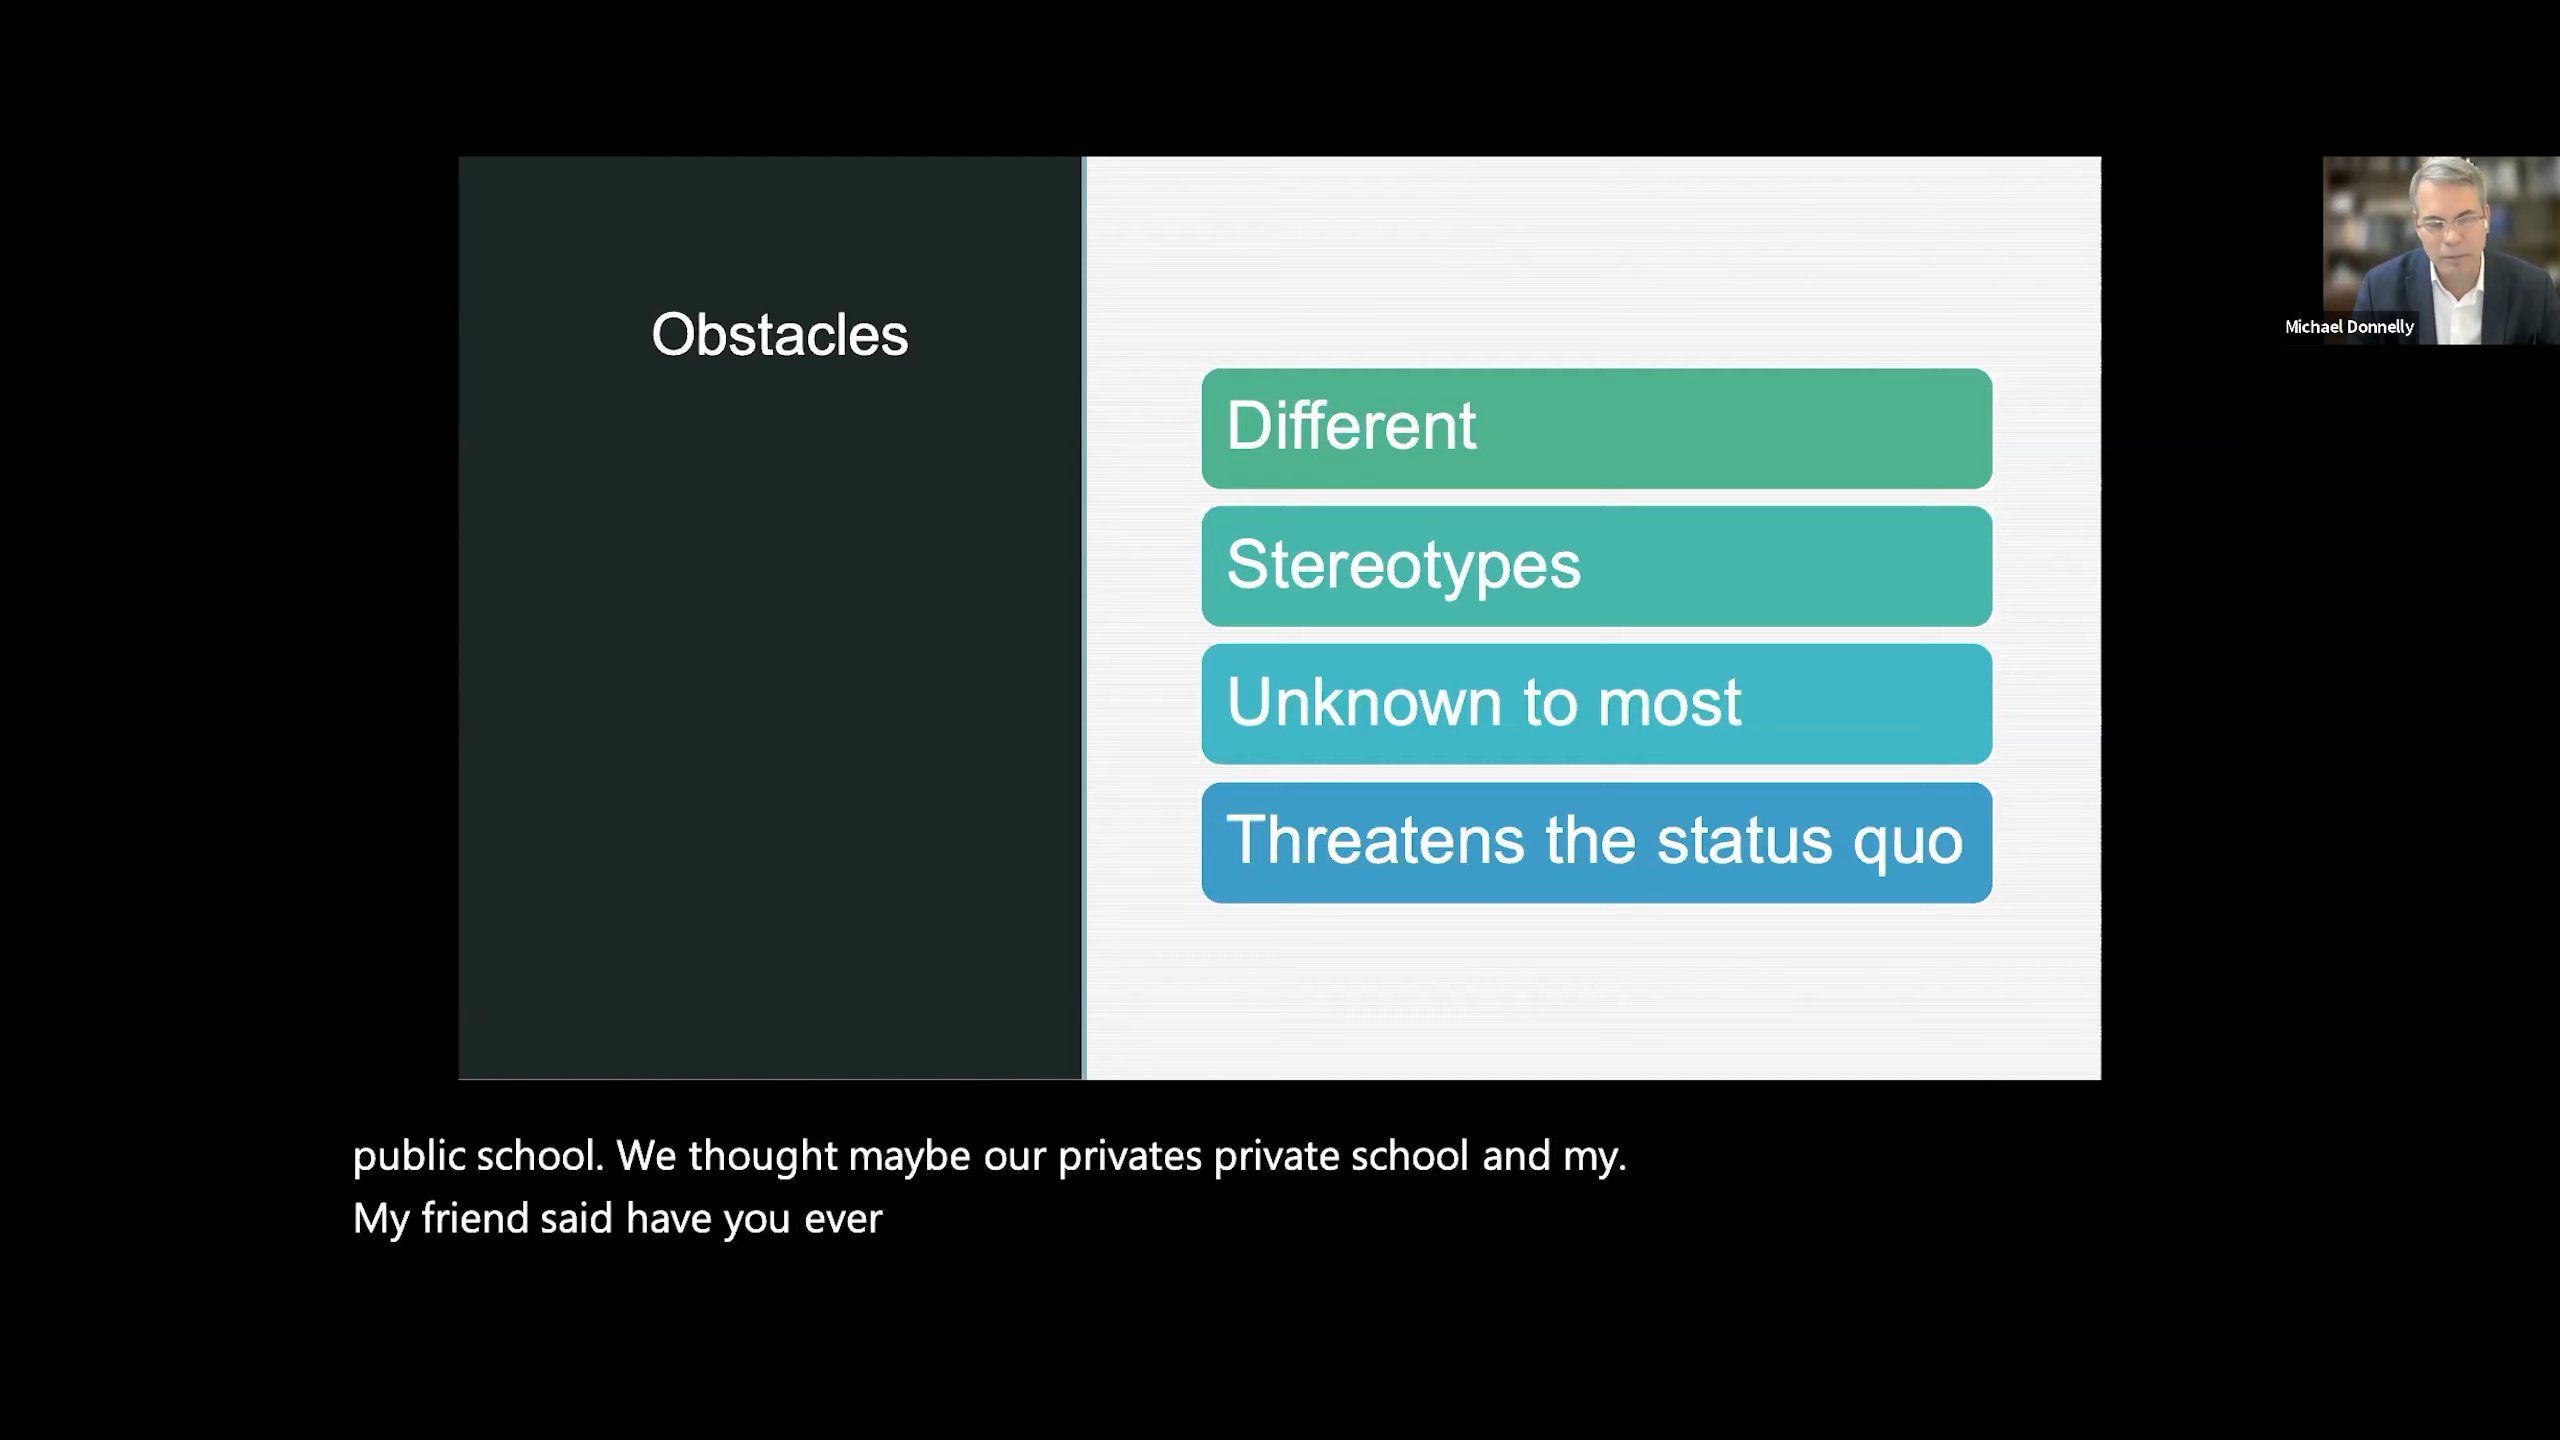 Obstacles
Different
Stereotypes
Unknown to most
Threatens the status quo
Michael Donnelly
public school. We thought maybe our privates private school and my.
My friend said have you ever